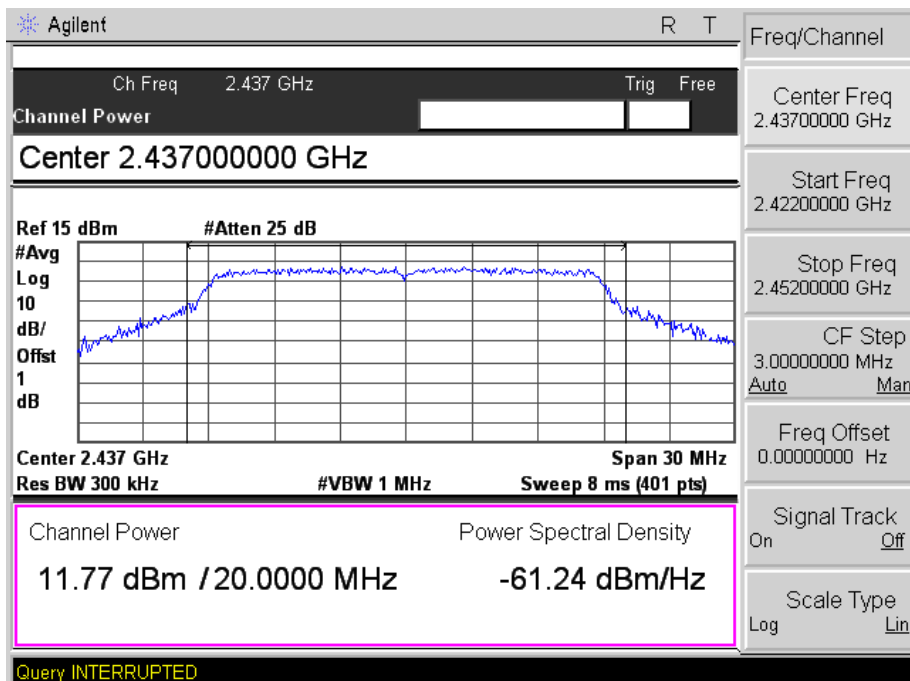 Agilent R T
Ch Freq 2.437 GHz Trig Free
Channel Power
Center 2.437000000 GHz
Ref 15 dBm #Atten 25 dB
#Avg
Log
10
dB/
Offst
1
dB
Center 2.437 GHz Span 30 MHz
Res BW 300 kHz #VBW 1 MHz Sweep 8 ms (401 pts)
Channel Power Power Spectral Density
11.77 dBm / 20.0000 MHz -61.24 dBm/Hz
Query INTERRUPTED
Freq/Channel
Center Freq
2.43700000 GHz
Start Freq
2.42200000 GHz
Stop Freq
2.45200000 GHz
CF Step
3.00000000 MHz
Auto Man
Freq Offset
0.00000000 Hz
Signal Track
On Off
Scale Type
Log Lin